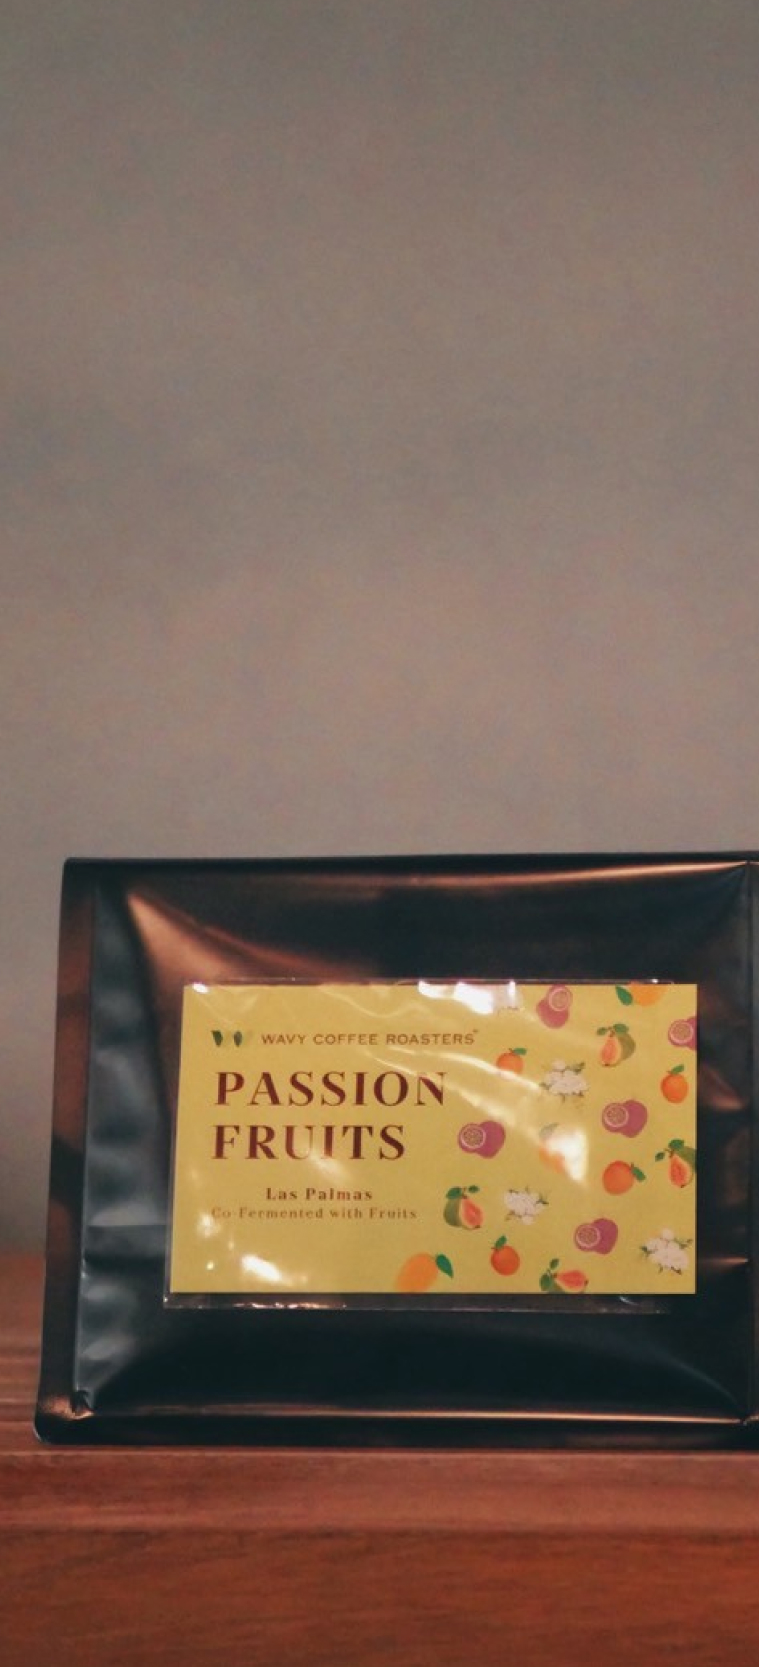 WAVY COFFEE ROASTERS
PASSION
FRUITS
Las Palmas
Co-Fermented with Fruits